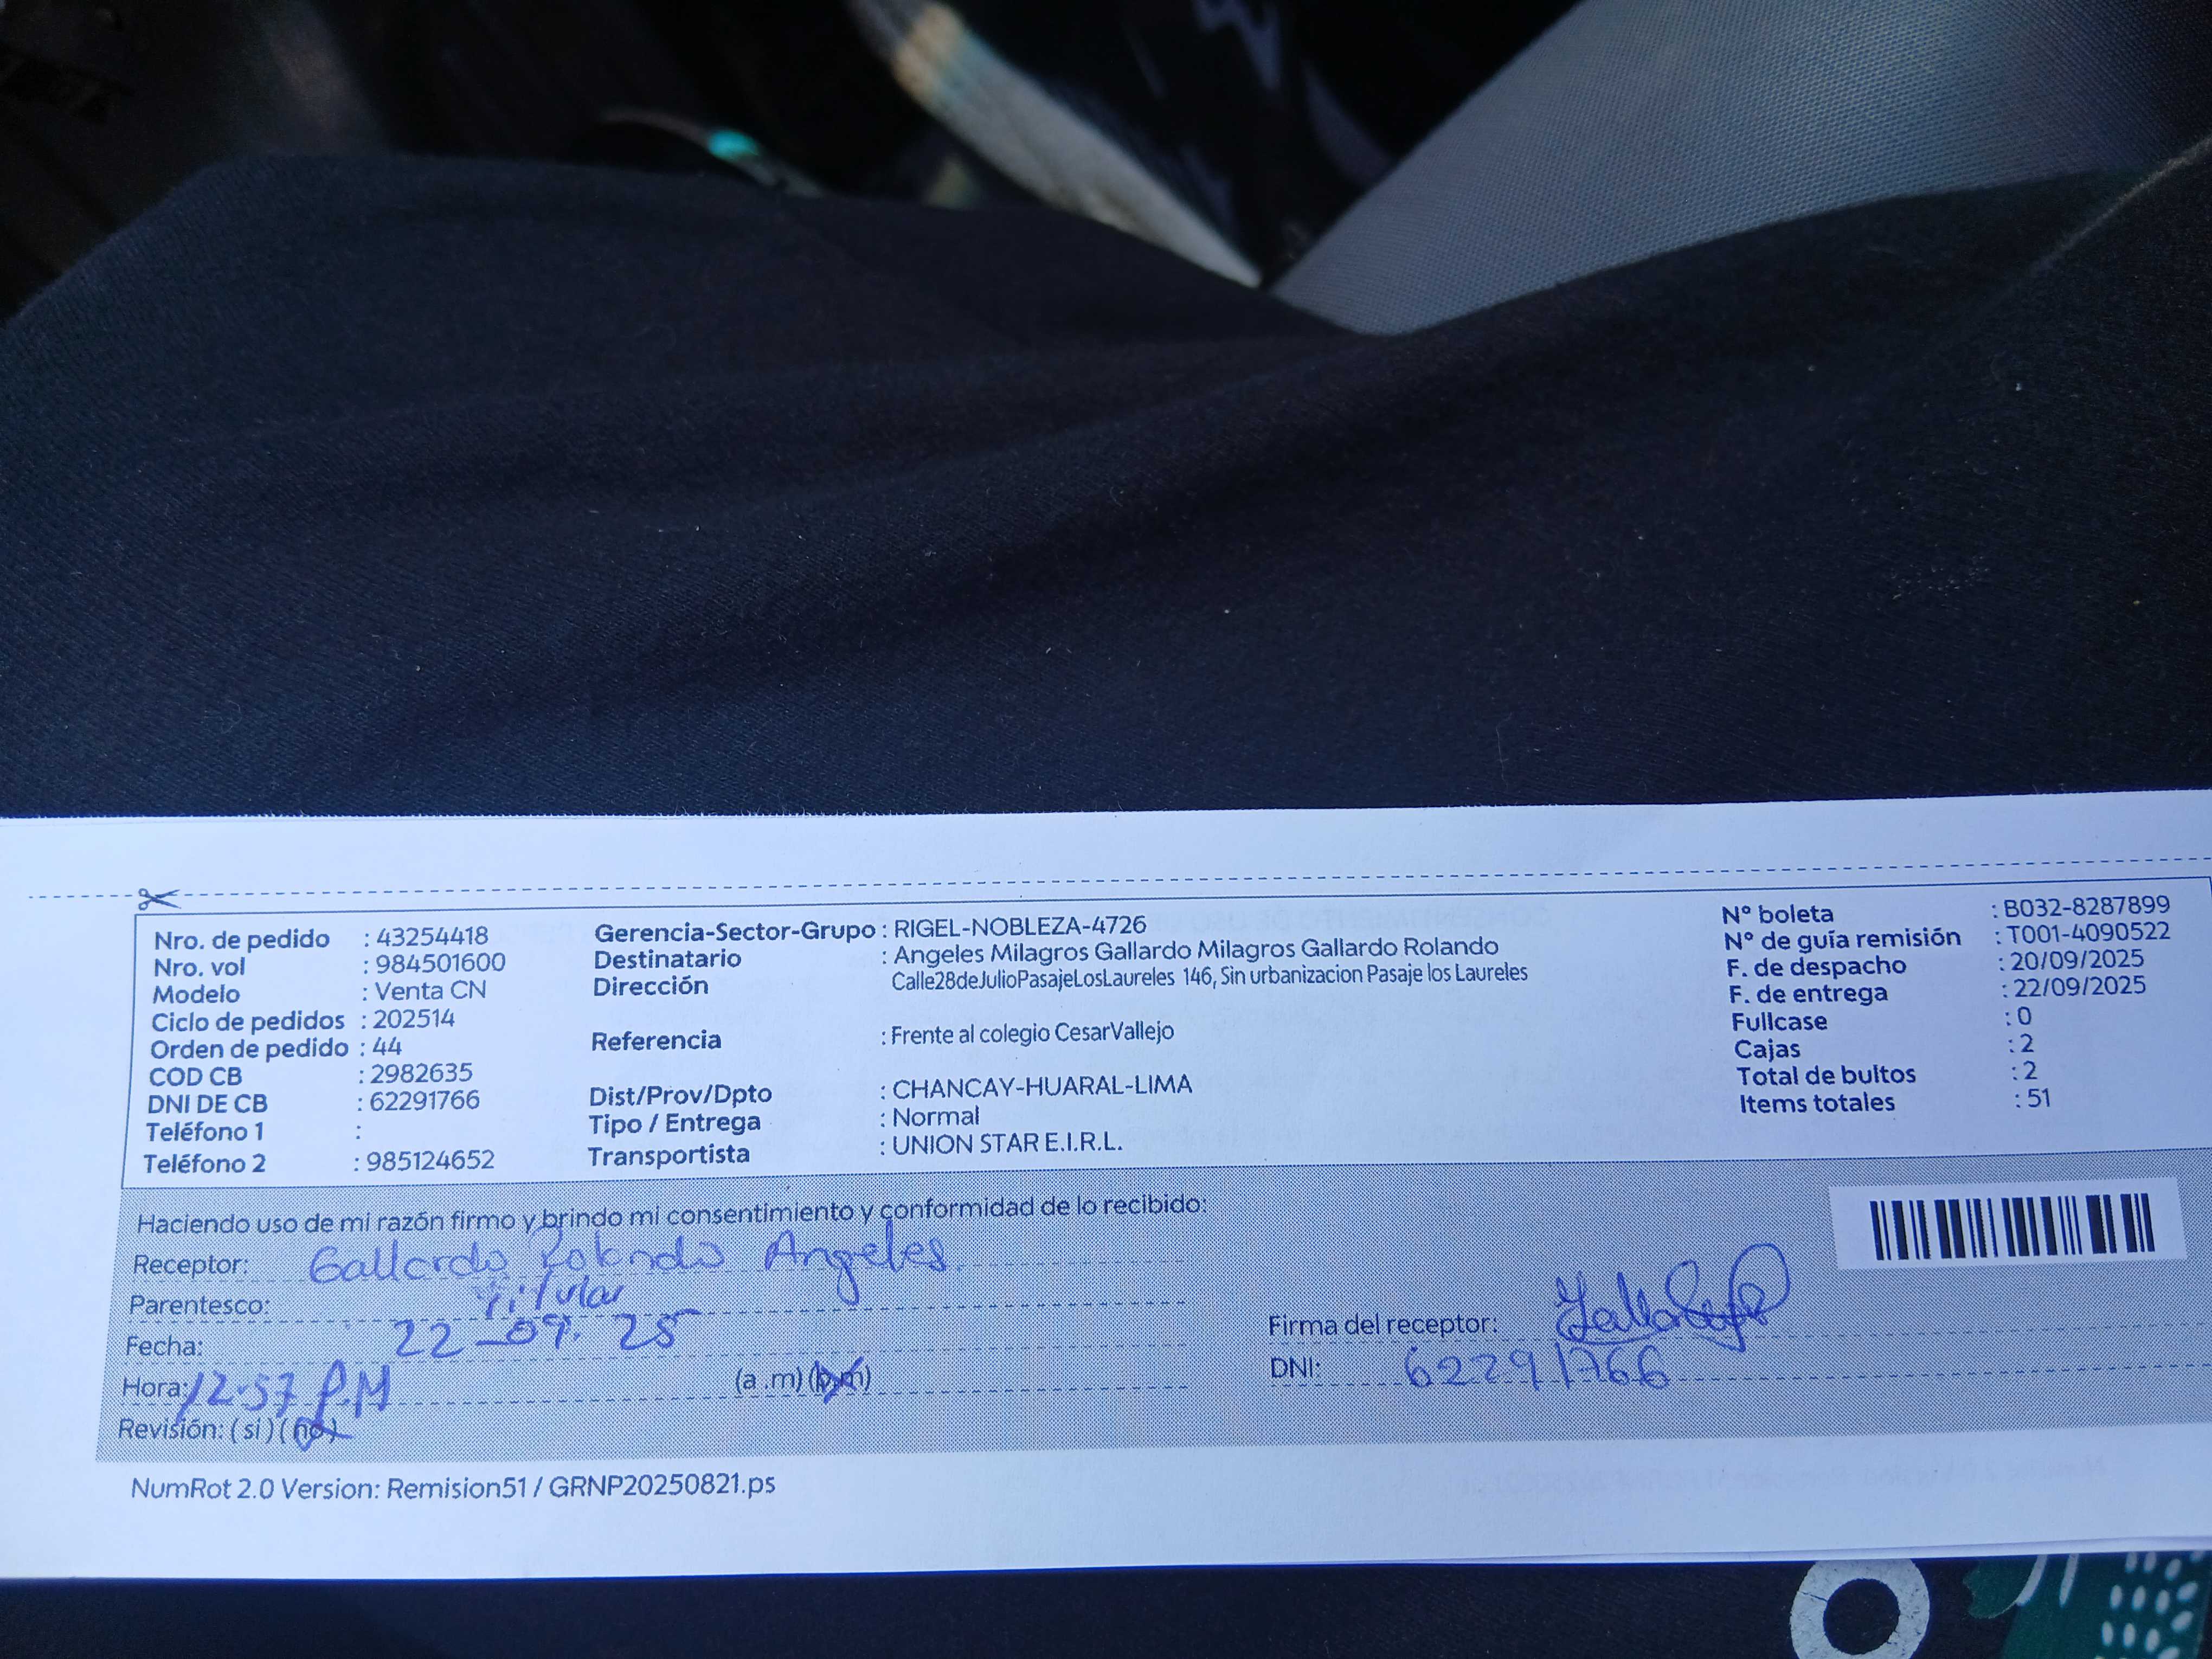 Nro. de pedido : 43254418
Nro. vol : 984501600
Modelo : Venta CN
Ciclo de pedidos : 202514
Orden de pedido : 44
COD CB : 2982635
DNI DE CB : 62291766
Teléfono 1 :
Teléfono 2 : 985124652
Gerencia-Sector-Grupo : RIGEL-NOBLEZA-4726
Destinatario : Angeles Milagros Gallardo Milagros Gallardo Rolando
Dirección Calle28deJulioPasajeLosLaureles 146, Sin urbanizacion Pasaje los Laureles
Referencia : Frente al colegio CesarVallejo
Dist/Prov/Dpto : CHANCAY-HUARAL-LIMA
Tipo / Entrega : Normal
Transportista : UNION STAR E.I.R.L.
N° boleta : B032-8287899
N° de guía remisión : T001-4090522
F. de despacho : 20/09/2025
F. de entrega : 22/09/2025
Fullcase : 0
Cajas : 2
Total de bultos : 2
Items totales : 51
Haciendo uso de mi razón firmo y brindo mi consentimiento y conformidad de lo recibido:
Receptor: Gallardo Rolando Angeles
Parentesco: Titular
Fecha: 22-09. 25
Hora: 12:57 P.M (a .m) (p.m)
Revisión: ( si ) ( no )
Firma del receptor:
DNI: 62291766
NumRot 2.0 Version: Remision51 / GRNP20250821.ps